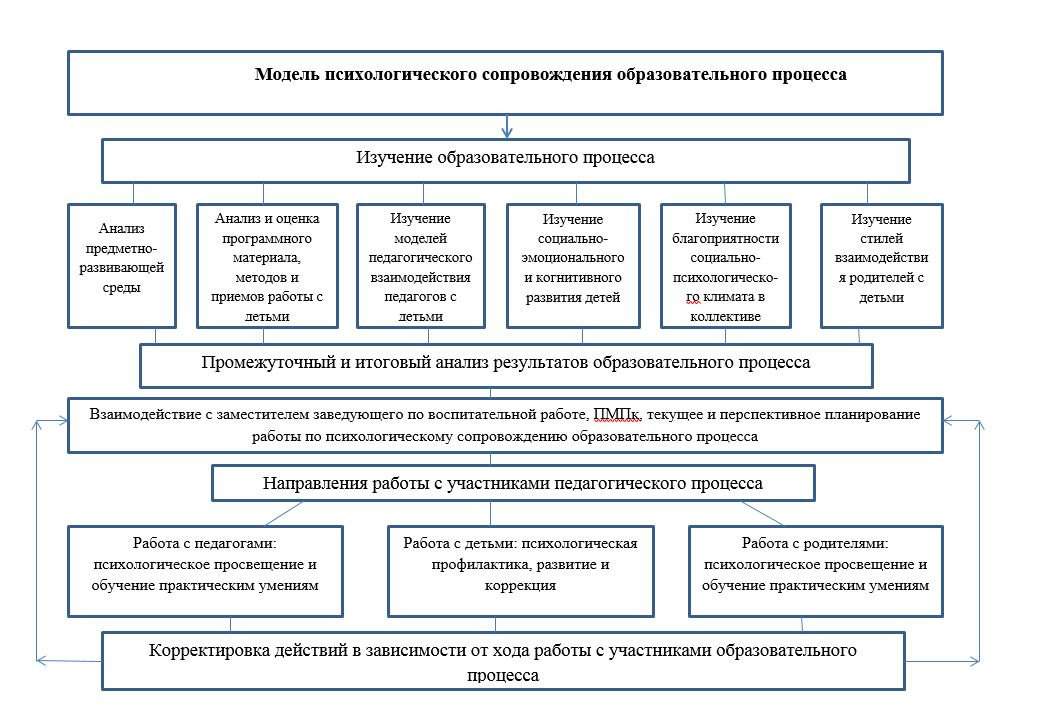 Модель психологического сопровождения образовательного процесса
Изучение образовательного процесса
Анализ
предметно-
развивающей
среды
Анализ и оценка
программного
материала,
методов и
приемов работы с
детьми
Изучение
моделей
педагогического
взаимодействия
педагогов с
детьми
Изучение
социально-
эмоционального
и когнитивного
развития детей
Изучение
благоприятности
социально-
психологическо-
го климата в
коллективе
Изучение
стилей
взаимодействи
я родителей с
детьми
Промежуточный и итоговый анализ результатов образовательного процесса
Взаимодействие с заместителем заведующего по воспитательной работе, ПМПк, текущее и перспективное планирование
работы по психологическому сопровождению образовательного процесса
Направления работы с участниками педагогического процесса
Работа с педагогами:
психологическое просвещение и
обучение практическим умениям
Работа с детьми: психологическая
профилактика, развитие и
коррекция
Работа с родителями:
психологическое просвещение и
обучение практическим умениям
Корректировка действий в зависимости от хода работы с участниками образовательного
процесса